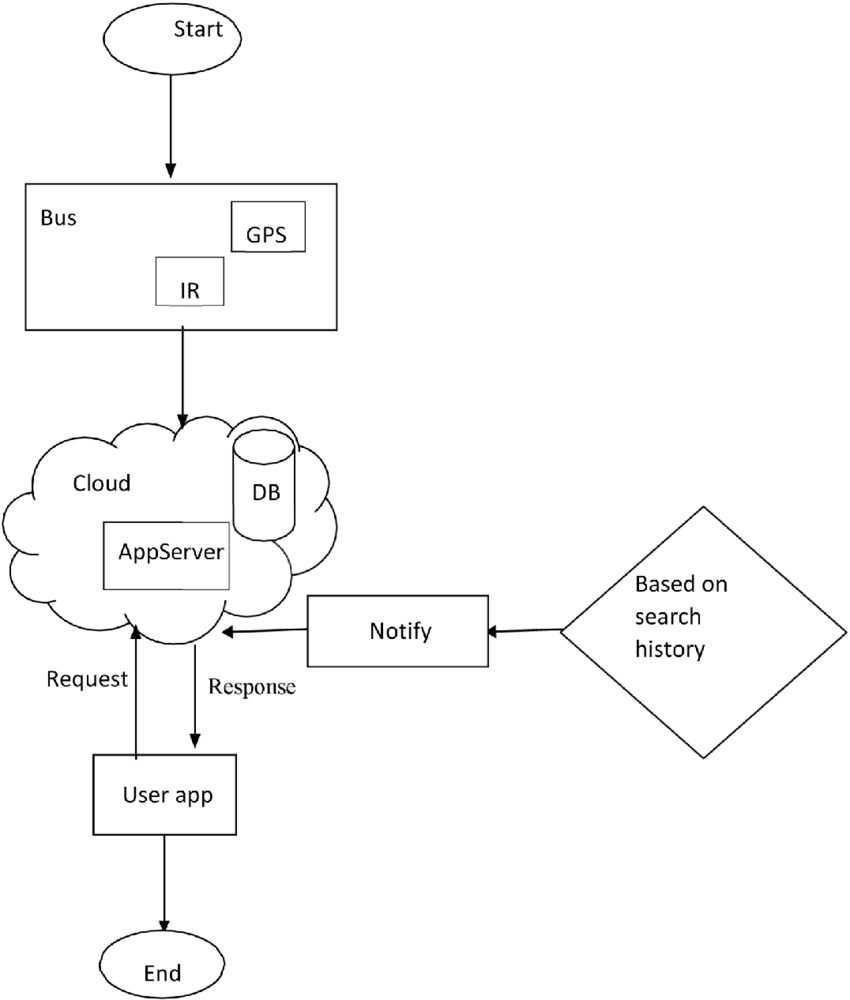 Start
Bus
GPS
IR
Cloud
DB
AppServer
Based on
search
history
Notify
Request
Response
User app
End